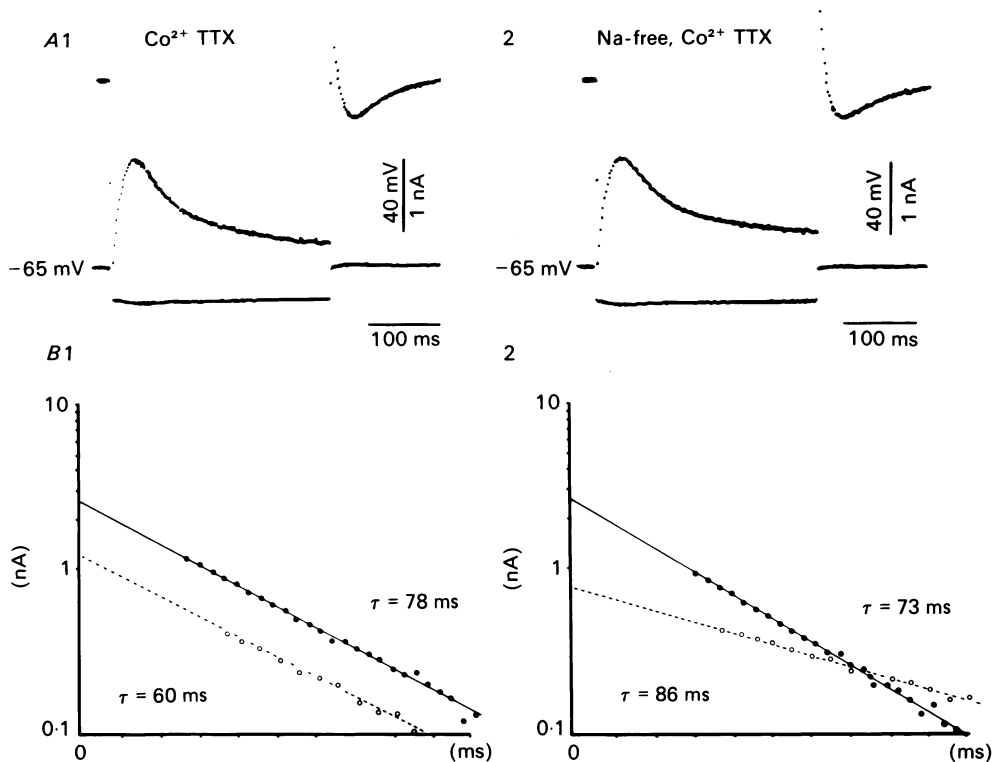 A1
Co²⁺ TTX
40 mV
1 nA
−65 mV
100 ms
2
Na-free, Co²⁺ TTX
40 mV
1 nA
−65 mV
100 ms
B1
10
1
0·1
(nA)
τ = 78 ms
τ = 60 ms
0
(ms)
2
10
1
0·1
(nA)
τ = 73 ms
τ = 86 ms
0
(ms)